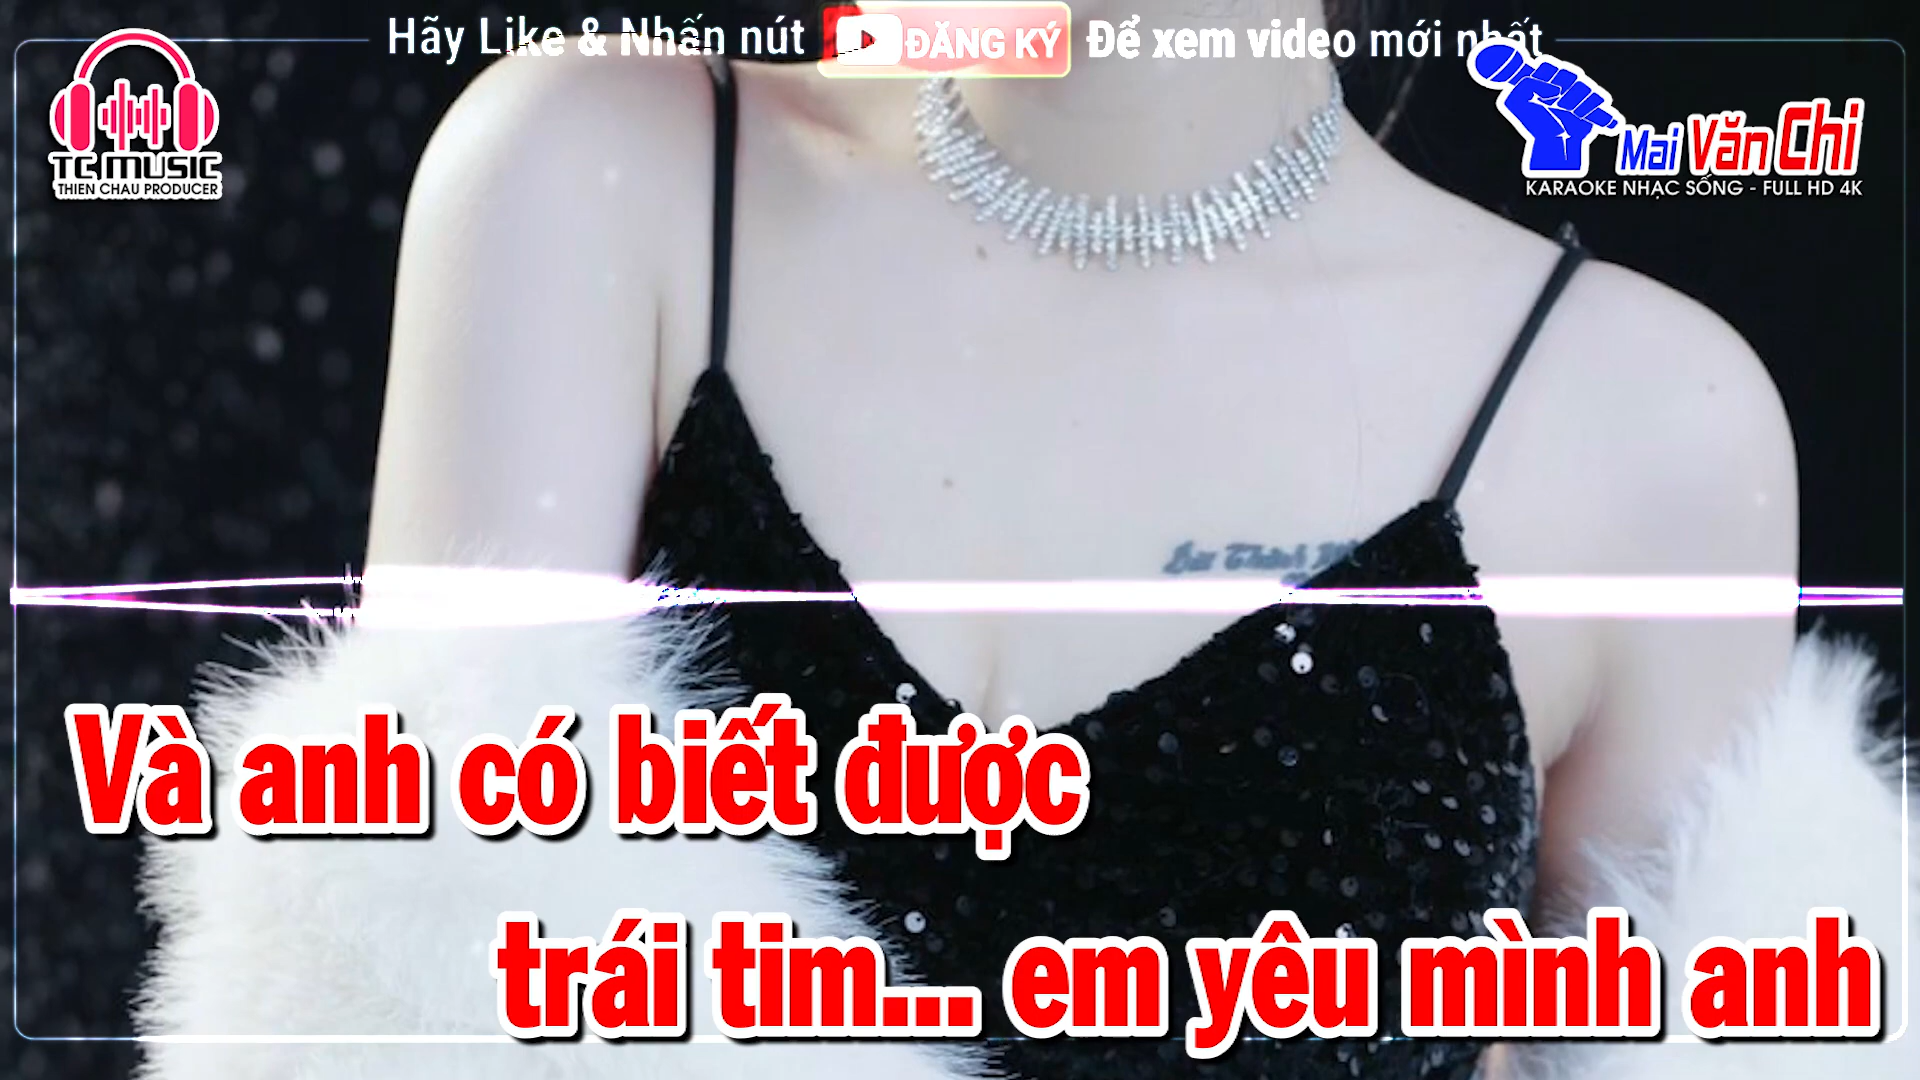 Hãy Like & Nhấn nút ĐĂNG KÝ Để xem video mới nhất
TC MUSIC
THIEN CHAU PRODUCER
Mai Văn Chi
KARAOKE NHẠC SỐNG - FULL HD 4K
Và anh có biết được
trái tim... em yêu mình anh